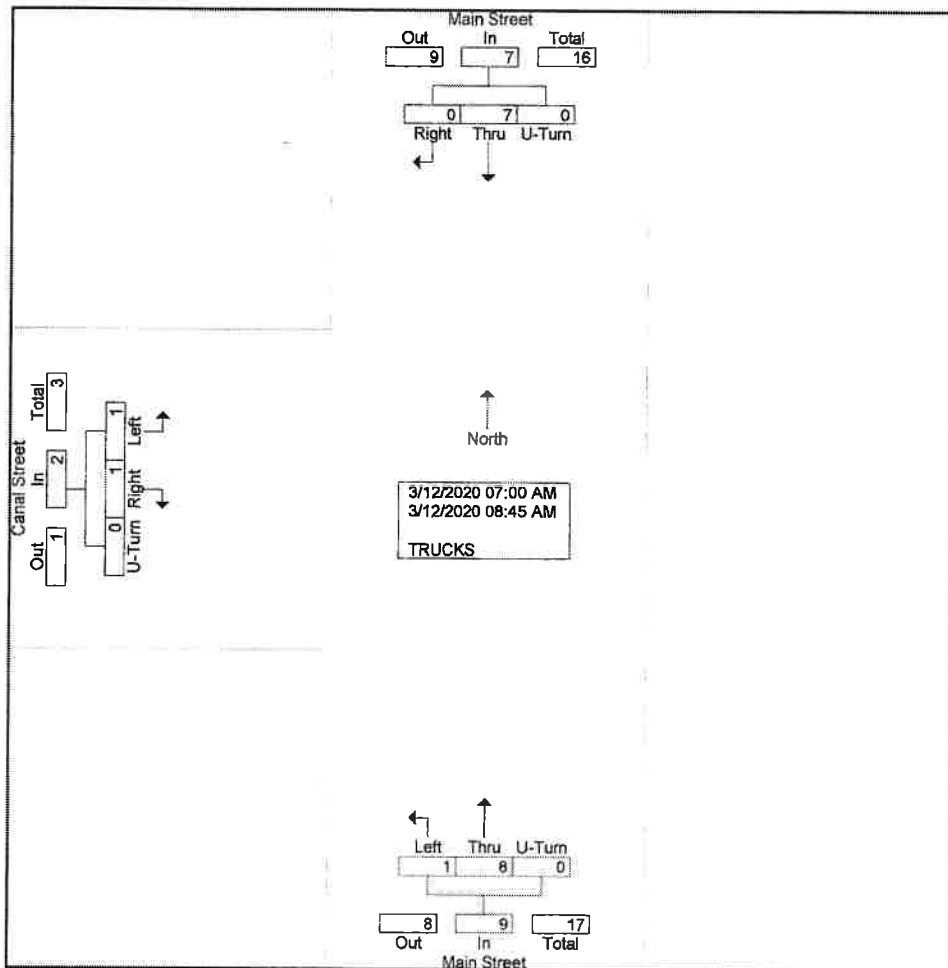 Main Street
Out In Total
9 7 16
0 7 0
Right Thru U-Turn
Canal Street
Total 3
In 2
Out 1
Left 1
Right 1
U-Turn 0
North
3/12/2020 07:00 AM
3/12/2020 08:45 AM
TRUCKS
Left Thru U-Turn
1 8 0
8 9 17
Out In Total
Main Street